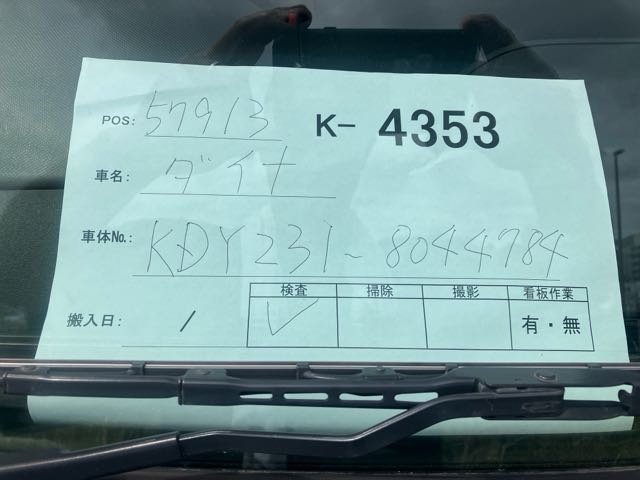 POS: 57913 K- 4353
車名: ダイナ
車体No.: KDY231-8044784
検査 掃除 撮影 看板作業
搬入日: / ✓ 有・無